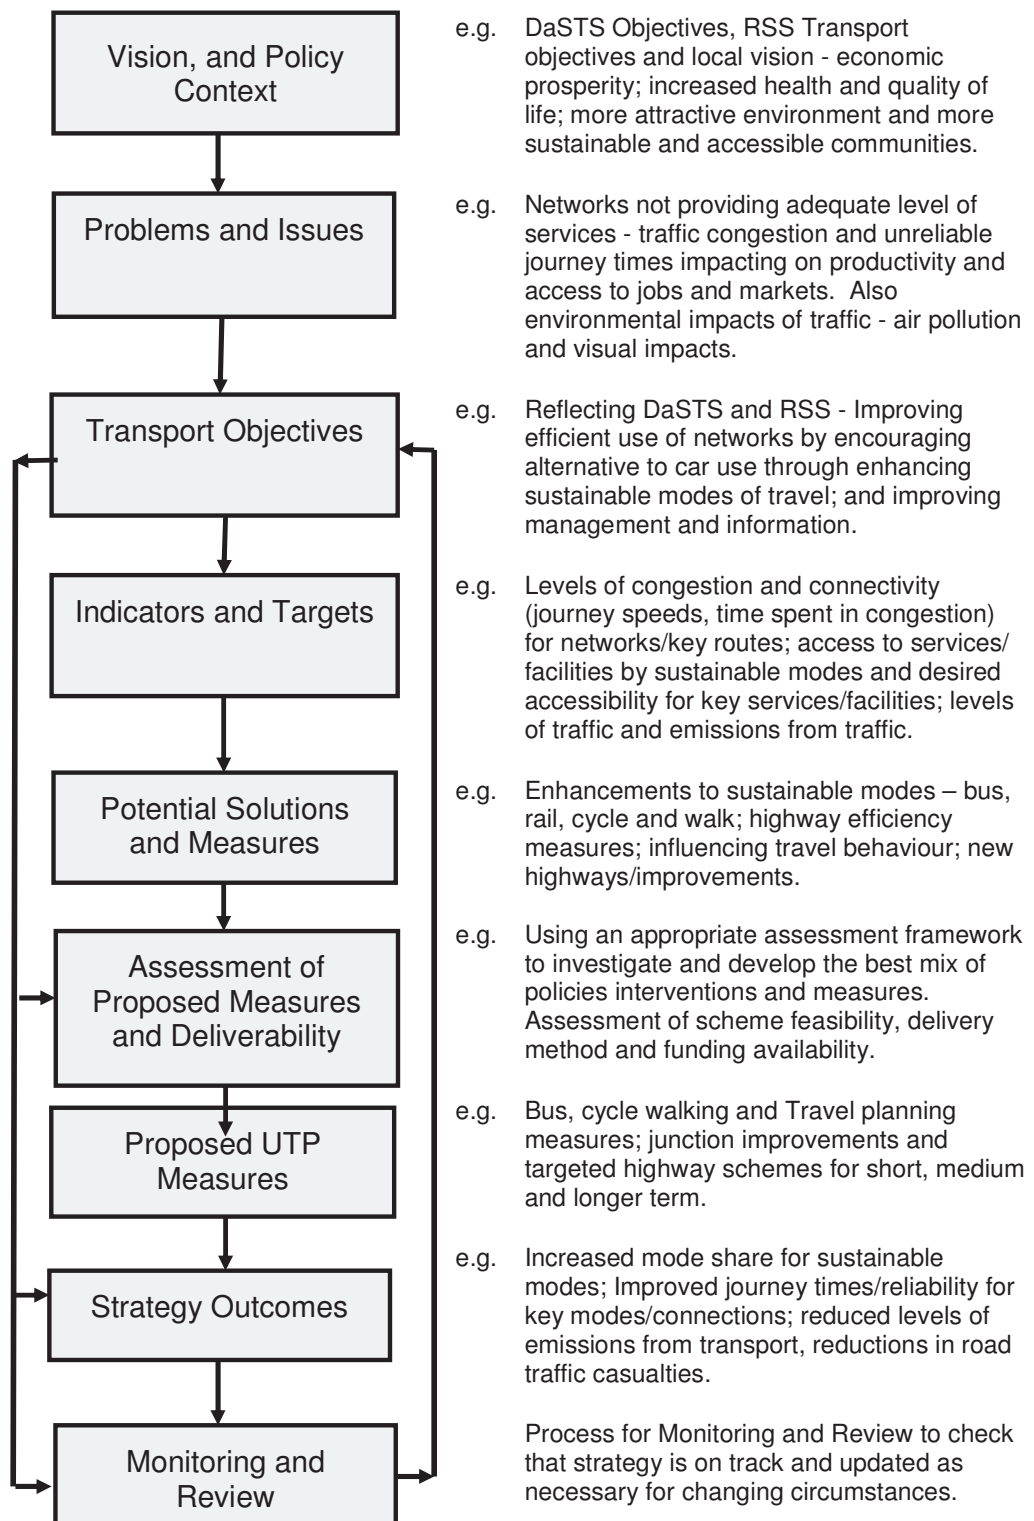 Vision, and Policy
Context
e.g. DaSTS Objectives, RSS Transport
objectives and local vision - economic
prosperity; increased health and quality of
life; more attractive environment and more
sustainable and accessible communities.
Problems and Issues
e.g. Networks not providing adequate level of
services - traffic congestion and unreliable
journey times impacting on productivity and
access to jobs and markets.  Also
environmental impacts of traffic - air pollution
and visual impacts.
Transport Objectives
e.g. Reflecting DaSTS and RSS - Improving
efficient use of networks by encouraging
alternative to car use through enhancing
sustainable modes of travel; and improving
management and information.
Indicators and Targets
e.g. Levels of congestion and connectivity
(journey speeds, time spent in congestion)
for networks/key routes; access to services/
facilities by sustainable modes and desired
accessibility for key services/facilities; levels
of traffic and emissions from traffic.
Potential Solutions
and Measures
e.g. Enhancements to sustainable modes – bus,
rail, cycle and walk; highway efficiency
measures; influencing travel behaviour; new
highways/improvements.
Assessment of
Proposed Measures
and Deliverability
e.g. Using an appropriate assessment framework
to investigate and develop the best mix of
policies interventions and measures.
Assessment of scheme feasibility, delivery
method and funding availability.
Proposed UTP
Measures
e.g. Bus, cycle walking and Travel planning
measures; junction improvements and
targeted highway schemes for short, medium
and longer term.
Strategy Outcomes
e.g. Increased mode share for sustainable
modes; Improved journey times/reliability for
key modes/connections; reduced levels of
emissions from transport, reductions in road
traffic casualties.
Monitoring and
Review
Process for Monitoring and Review to check
that strategy is on track and updated as
necessary for changing circumstances.